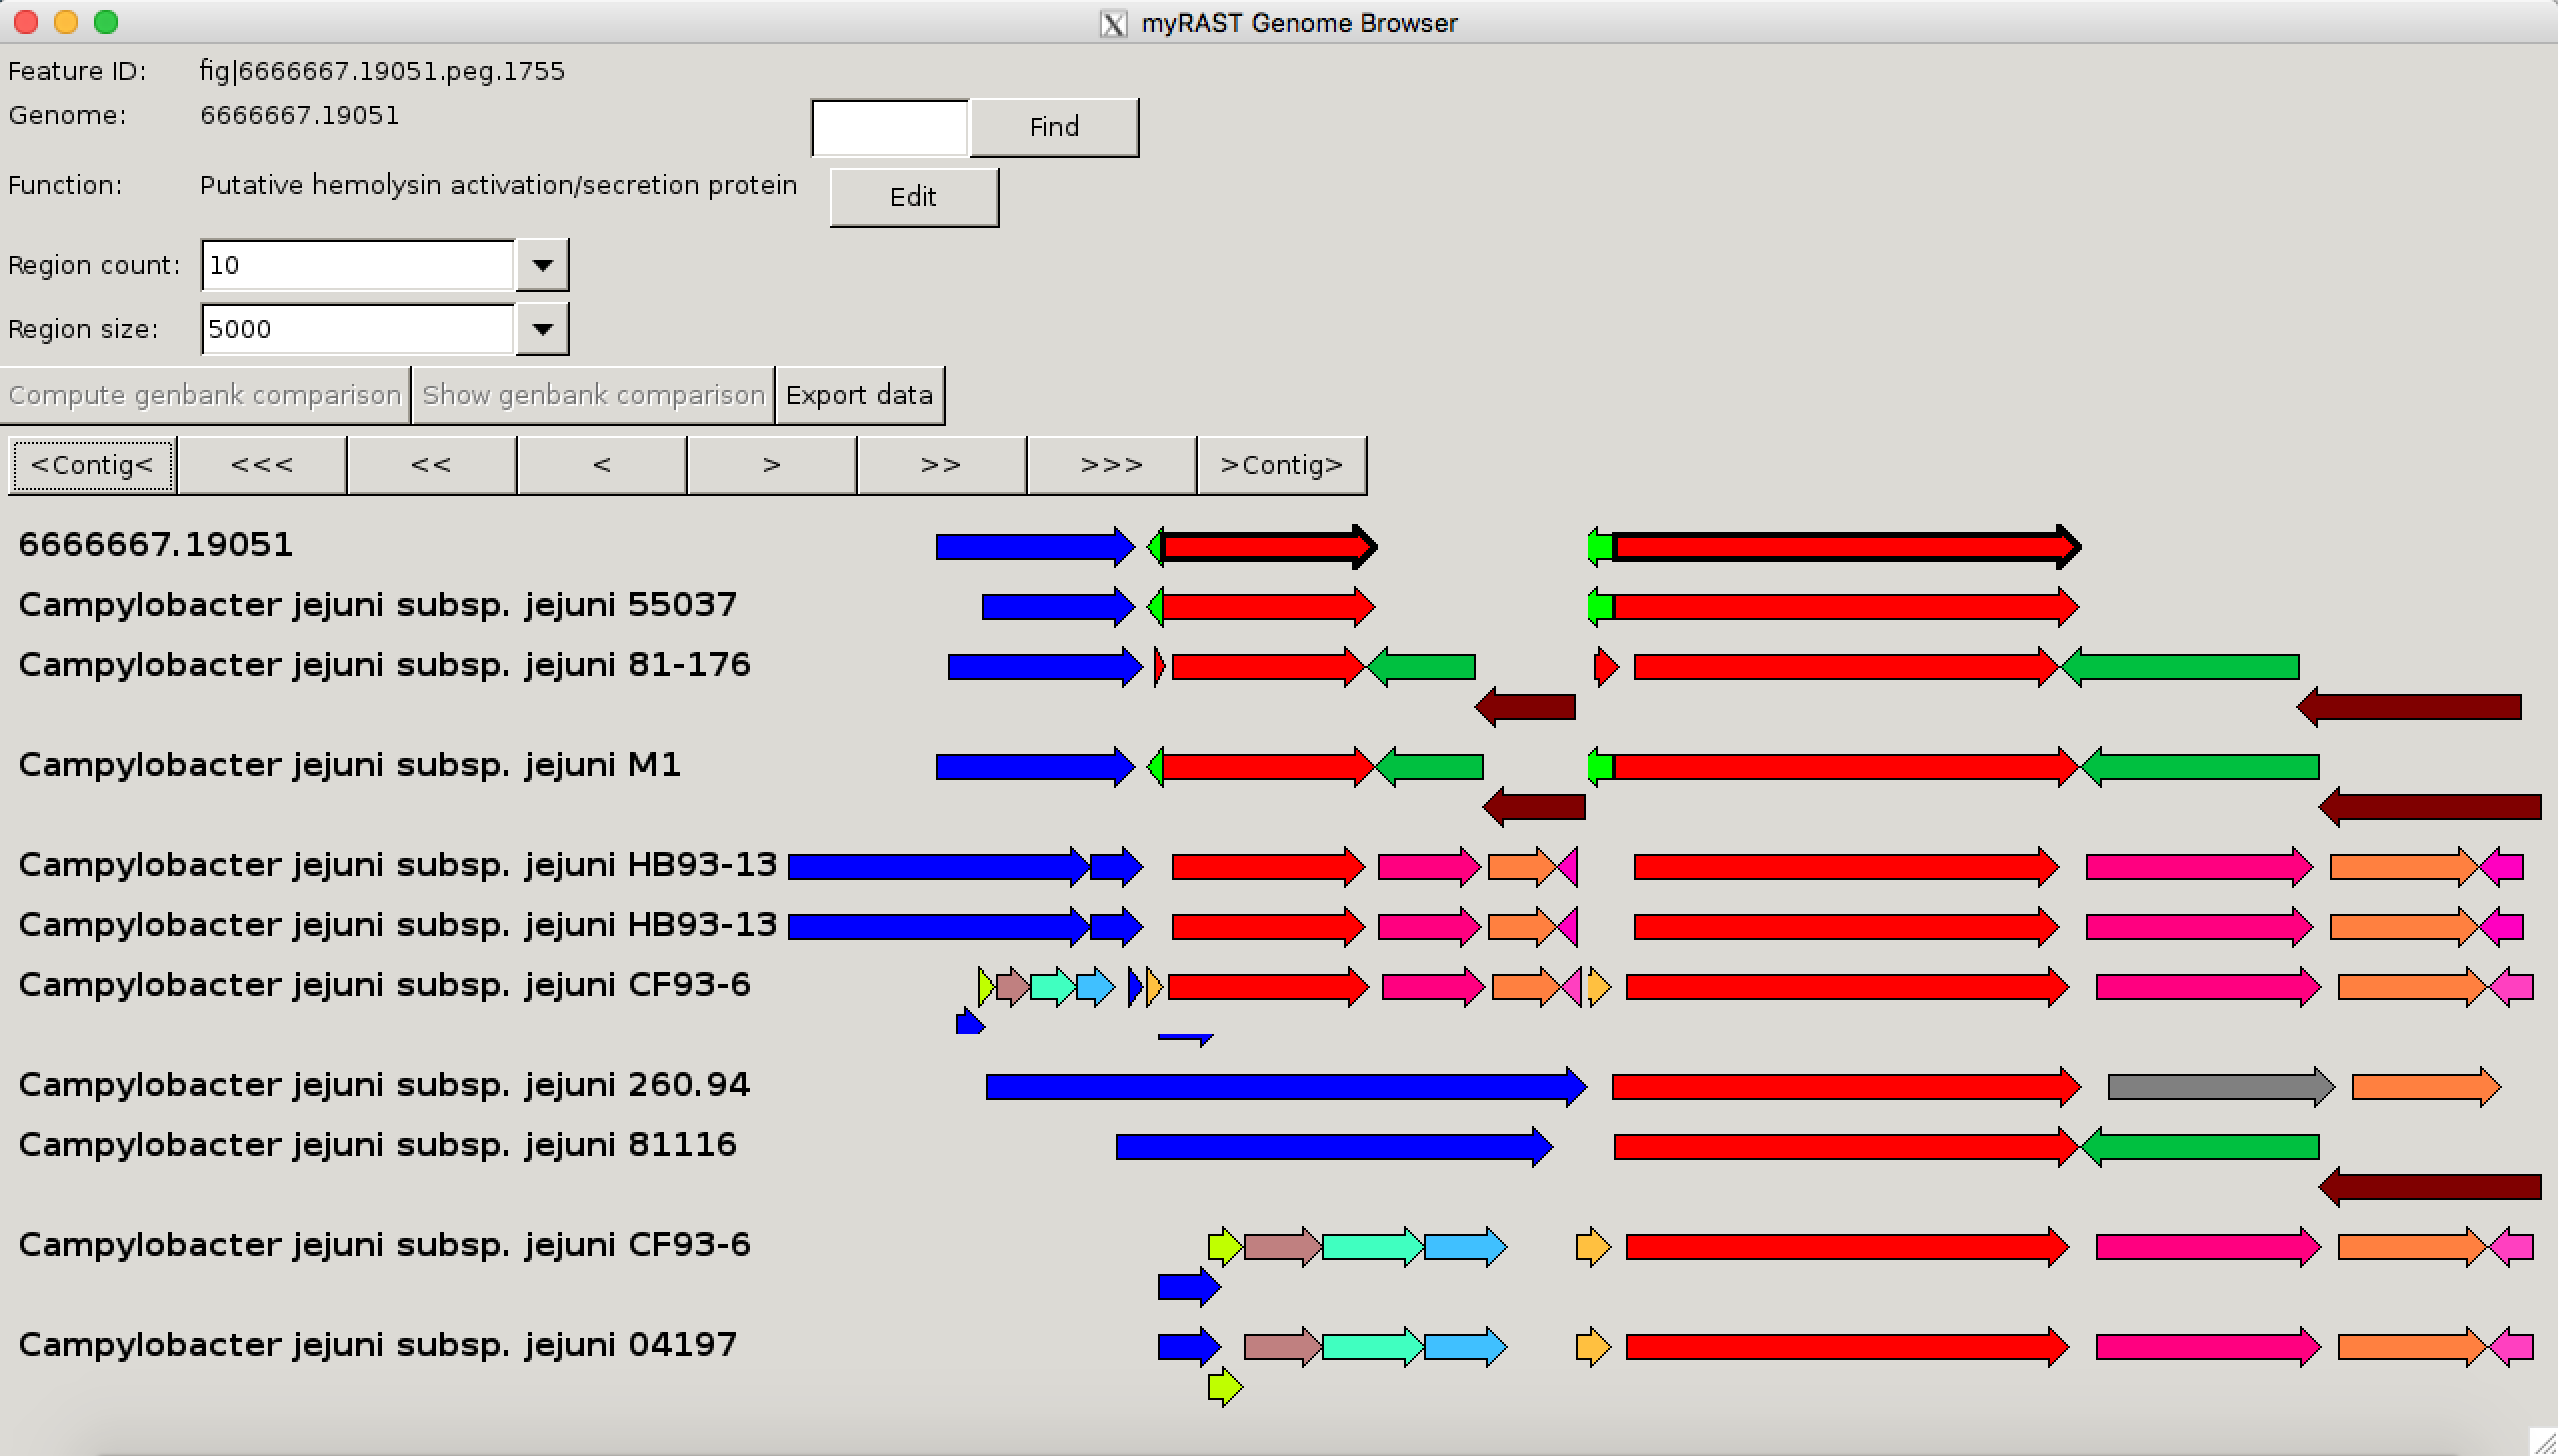 myRAST Genome Browser
Feature ID: fig|6666667.19051.peg.1755
Genome: 6666667.19051
Find
Function: Putative hemolysin activation/secretion protein
Edit
Region count: 10
Region size: 5000
Compute genbank comparison Show genbank comparison Export data
<Contig< <<< << < > >> >>> >Contig>
6666667.19051
Campylobacter jejuni subsp. jejuni 55037
Campylobacter jejuni subsp. jejuni 81-176
Campylobacter jejuni subsp. jejuni M1
Campylobacter jejuni subsp. jejuni HB93-13
Campylobacter jejuni subsp. jejuni HB93-13
Campylobacter jejuni subsp. jejuni CF93-6
Campylobacter jejuni subsp. jejuni 260.94
Campylobacter jejuni subsp. jejuni 81116
Campylobacter jejuni subsp. jejuni CF93-6
Campylobacter jejuni subsp. jejuni 04197